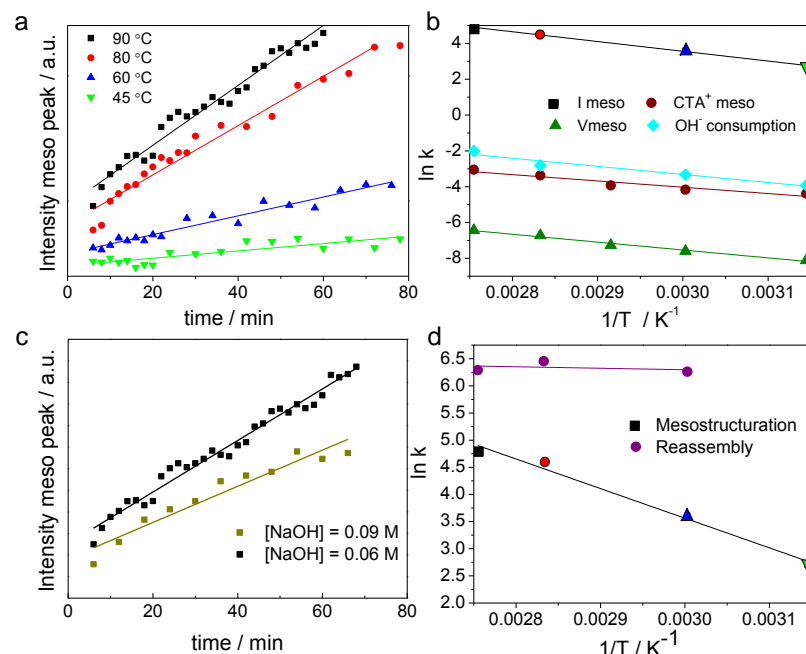 a
Intensity meso peak / a.u.
90 °C
80 °C
60 °C
45 °C
0 20 40 60 80
time / min
b
ln k
4
2
0
-2
-4
-6
-8
I meso
CTA⁺ meso
Vmeso
OH⁻ consumption
0.0028 0.0029 0.0030 0.0031
1/T / K⁻¹
c
Intensity meso peak / a.u.
[NaOH] = 0.09 M
[NaOH] = 0.06 M
0 20 40 60 80
time / min
d
ln k
6.5
6.0
5.5
5.0
4.5
4.0
3.5
3.0
2.5
2.0
Mesostructuration
Reassembly
0.0028 0.0029 0.0030 0.0031
1/T / K⁻¹